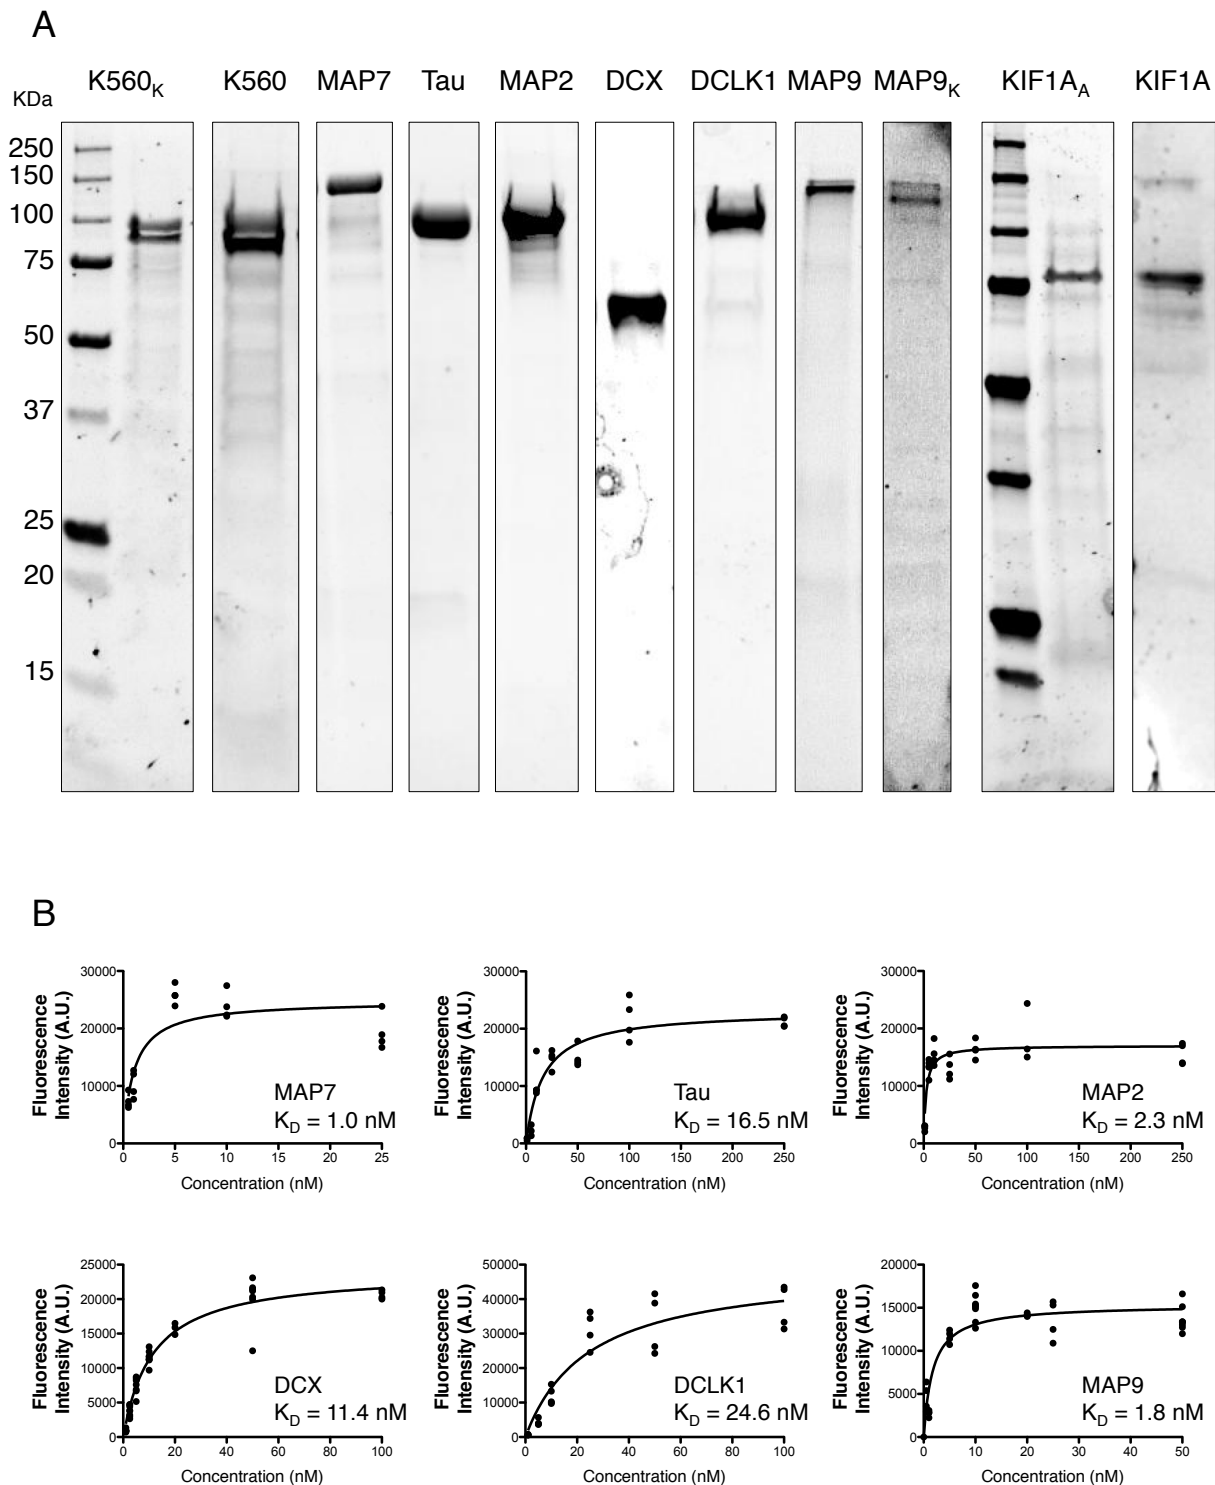 A
K560K K560 MAP7 Tau MAP2 DCX DCLK1 MAP9 MAP9K KIF1AA KIF1A
KDa
250
150
100
75
50
37
25
20
15
B
30000
20000
10000
0
0 5 10 15 20 25
Fluorescence
Intensity (A.U.)
Concentration (nM)
MAP7
KD = 1.0 nM
30000
20000
10000
0
0 50 100 150 200 250
Fluorescence
Intensity (A.U.)
Concentration (nM)
Tau
KD = 16.5 nM
30000
20000
10000
0
0 50 100 150 200 250
Fluorescence
Intensity (A.U.)
Concentration (nM)
MAP2
KD = 2.3 nM
25000
20000
15000
10000
5000
0
0 20 40 60 80 100
Fluorescence
Intensity (A.U.)
Concentration (nM)
DCX
KD = 11.4 nM
50000
40000
30000
20000
10000
0
0 20 40 60 80 100
Fluorescence
Intensity (A.U.)
Concentration (nM)
DCLK1
KD = 24.6 nM
20000
15000
10000
5000
0
0 10 20 30 40 50
Fluorescence
Intensity (A.U.)
Concentration (nM)
MAP9
KD = 1.8 nM